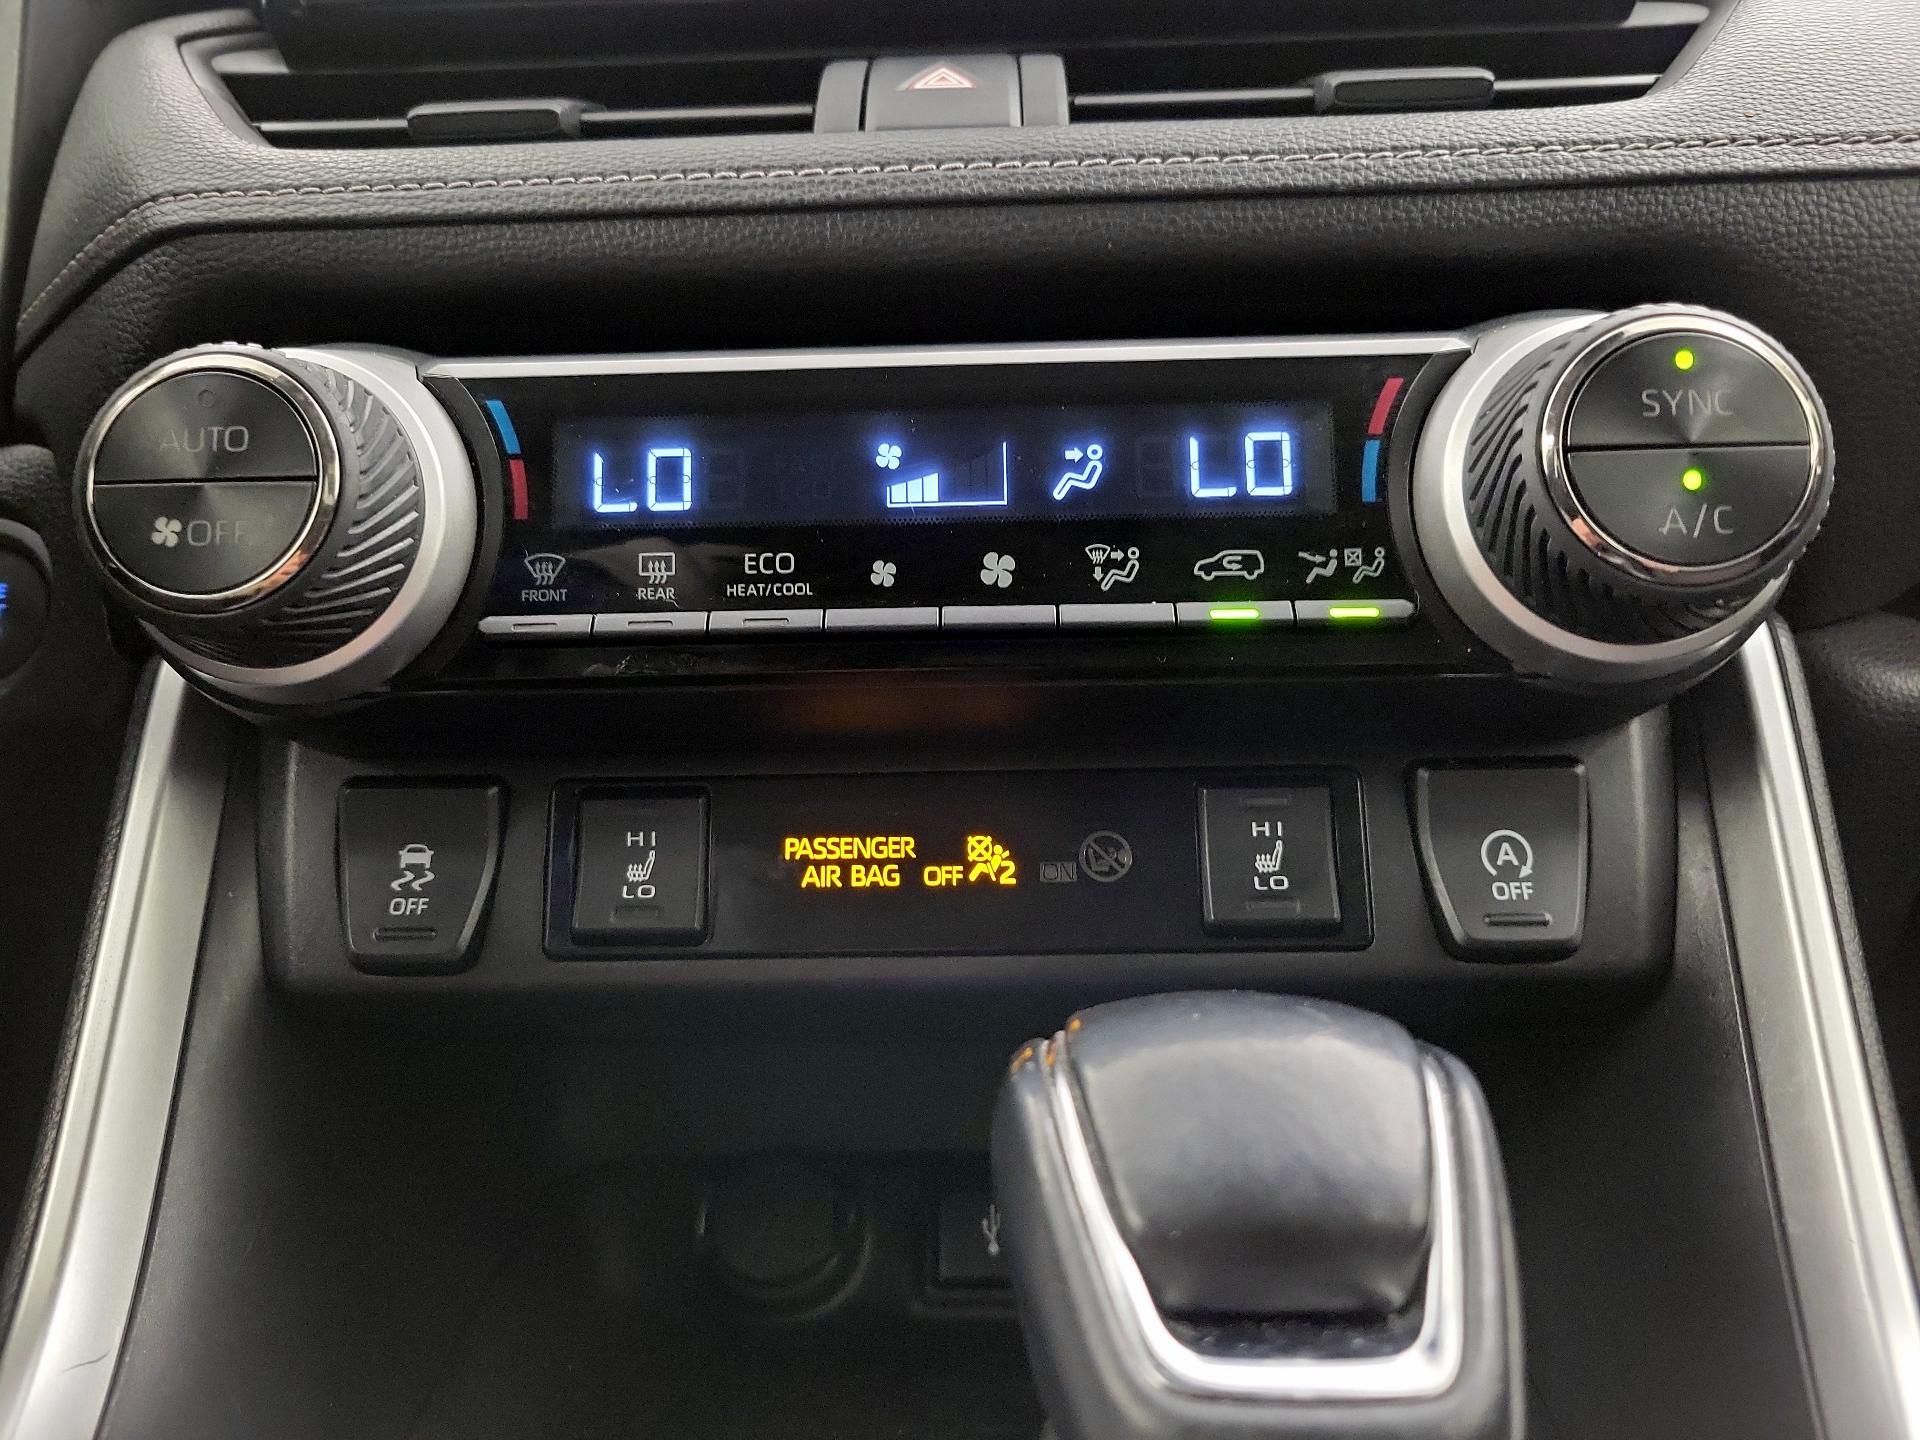 AUTO
OFF
LO
LO
SYNC
A/C
FRONT
REAR
ECO
HEAT/COOL
OFF
HI
LO
PASSENGER
AIR BAG OFF 2
ON
HI
LO
A
OFF